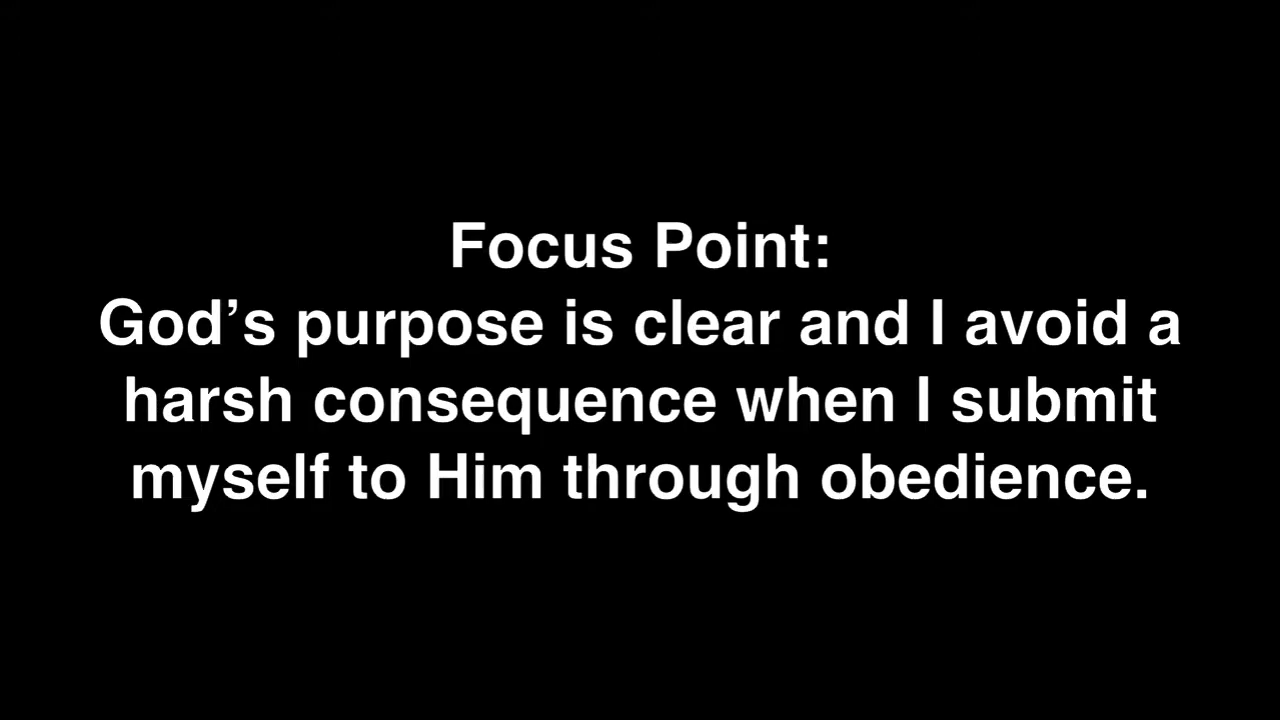 Focus Point:
God’s purpose is clear and I avoid a
harsh consequence when I submit
myself to Him through obedience.